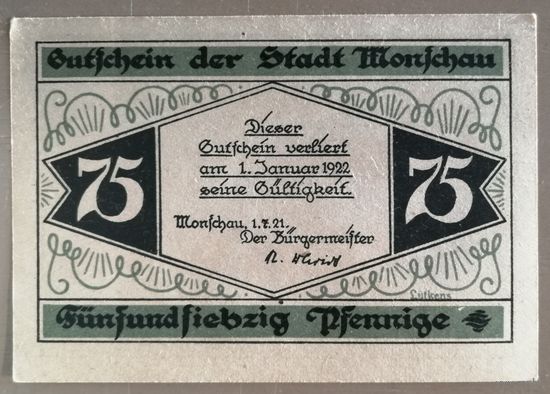 Gutschein der Stadt Monschau
Dieser
Gutschein verliert
am 1. Januar 1922
seine Gültigkeit.
75
75
Monschau, 1.7.21.
Der Bürgermeister
Lütkens
Fünfundsiebzig Pfennige